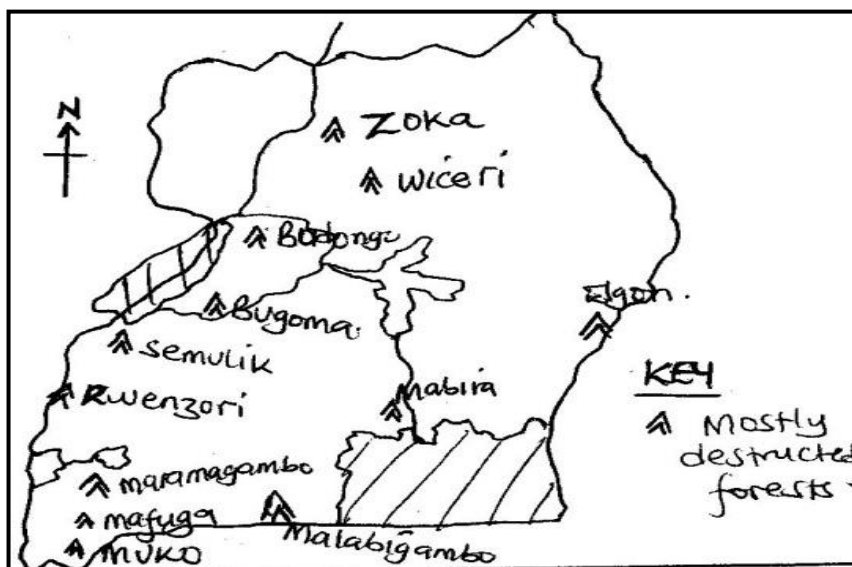 N
ZOKA
WICERI
Budongo
Elgon.
Bugoma.
Semulik
Rwenzori
Mabira
KEY
Mostly
destructed
forests
maramagambo
mafuga
MUKO
Malabigambo